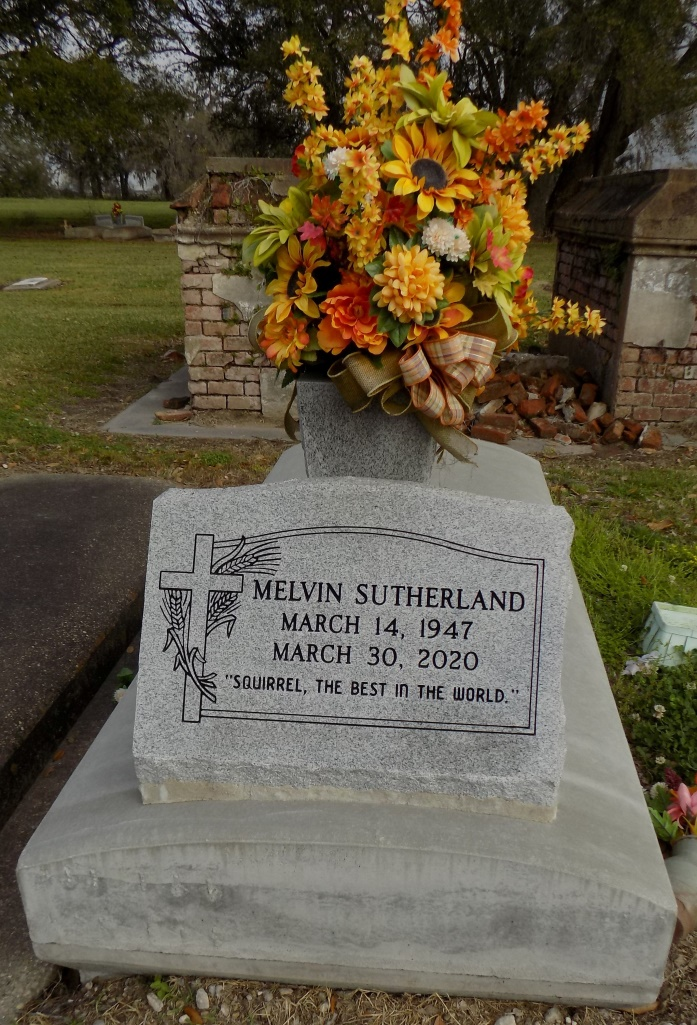 MELVIN SUTHERLAND
MARCH 14, 1947
MARCH 30, 2020
"SQUIRREL, THE BEST IN THE WORLD."